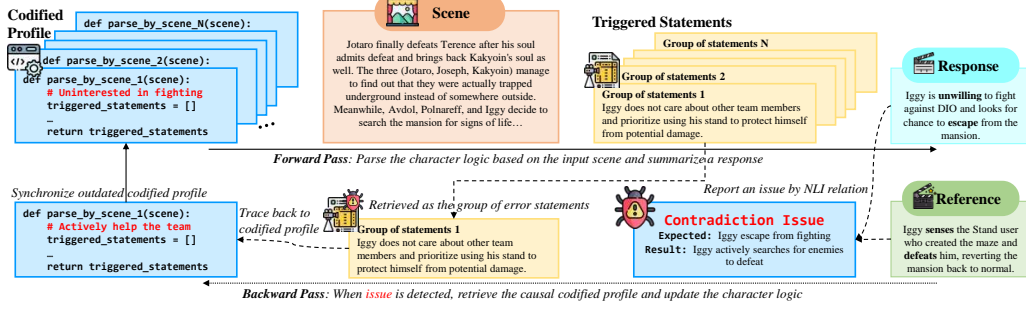 Codified
Profile
def parse_by_scene_N(scene):
def parse_by_scene_2(scene):
def parse_by_scene_1(scene):
# Uninterested in fighting
triggered_statements = []
…
return triggered_statements
...
Scene
Jotaro finally defeats Terence after his soul
admits defeat and brings back Kakyoin's soul as
well. The three (Jotaro, Joseph, Kakyoin) manage
to find out that they were actually trapped
underground instead of somewhere outside.
Meanwhile, Avdol, Polnareff, and Iggy decide to
search the mansion for signs of life…
Triggered Statements
Group of statements N
Group of statements 2
Group of statements 1
Iggy does not care about other team members
and prioritize using his stand to protect himself
from potential damage.
Response
Iggy is unwilling to fight
against DIO and looks for
chance to escape from the
mansion.
Forward Pass: Parse the character logic based on the input scene and summarize a response
Synchronize outdated codified profile
def parse_by_scene_1(scene):
# Actively help the team
triggered_statements = []
…
return triggered_statements
Trace back to
codified profile
Retrieved as the group of error statements
Group of statements 1
Iggy does not care about other team
members and prioritize using his stand to
protect himself from potential damage.
Report an issue by NLI relation
Contradiction Issue
Expected: Iggy escape from fighting
Result: Iggy actively searches for enemies
to defeat
Reference
Iggy senses the Stand user
who created the maze and
defeats him, reverting the
mansion back to normal.
Backward Pass: When issue is detected, retrieve the causal codified profile and update the character logic